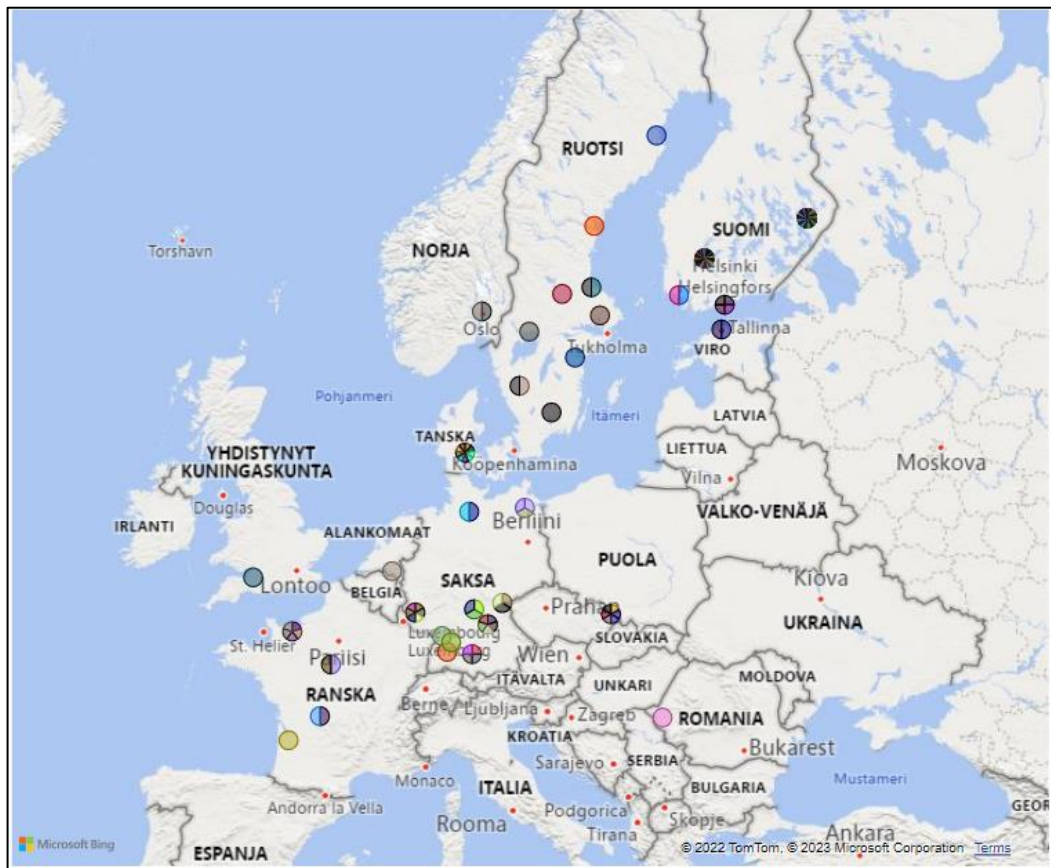 RUOTSI
SUOMI
Torshavn
NORJA
Helsinki
Helsingfors
Oslo
Tallinna
Tukholma
VIRO
Pohjanmeri
Itämeri
LATVIA
TANSKA
Kööpenhamina
LIETTUA
Moskova
YHDISTYNYT
KUNINGASKUNTA
Vilna
Douglas
VALKO-VENÄJÄ
IRLANTI
ALANKOMAAT
Berliini
PUOLA
Lontoo
BELGIA
SAKSA
Kiova
Praha
UKRAINA
St. Helier
Luxembourg
SLOVAKIA
Pariisi
Wien
ITÄVALTA
UNKARI
MOLDOVA
RANSKA
Berne
Ljubljana
Zagreb
ROMANIA
KROATIA
Bukarest
SERBIA
Sarajevo
Monaco
ITALIA
BULGARIA
Mustameri
Andorra la Vella
Podgorica
Skopje
GEOR
Rooma
Tirana
Ankara
Microsoft Bing
ESPANJA
© 2022 TomTom, © 2023 Microsoft Corporation Terms